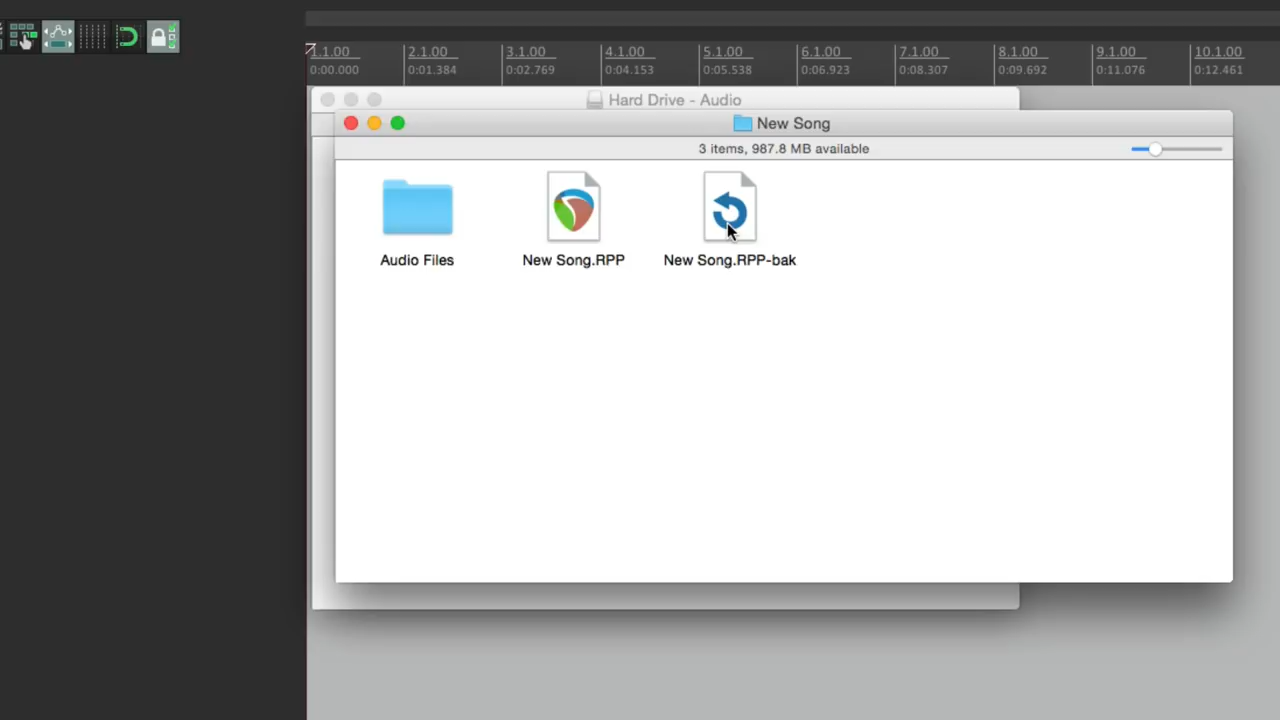 1.1.00 2.1.00 3.1.00 4.1.00 5.1.00 6.1.00 7.1.00 8.1.00 9.1.00 10.1.00
0:00.000 0:01.384 0:02.769 0:04.153 0:05.538 0:06.923 0:08.307 0:09.692 0:11.076 0:12.461
Hard Drive - Audio
New Song
3 items, 987.8 MB available
Audio Files New Song.RPP New Song.RPP-bak